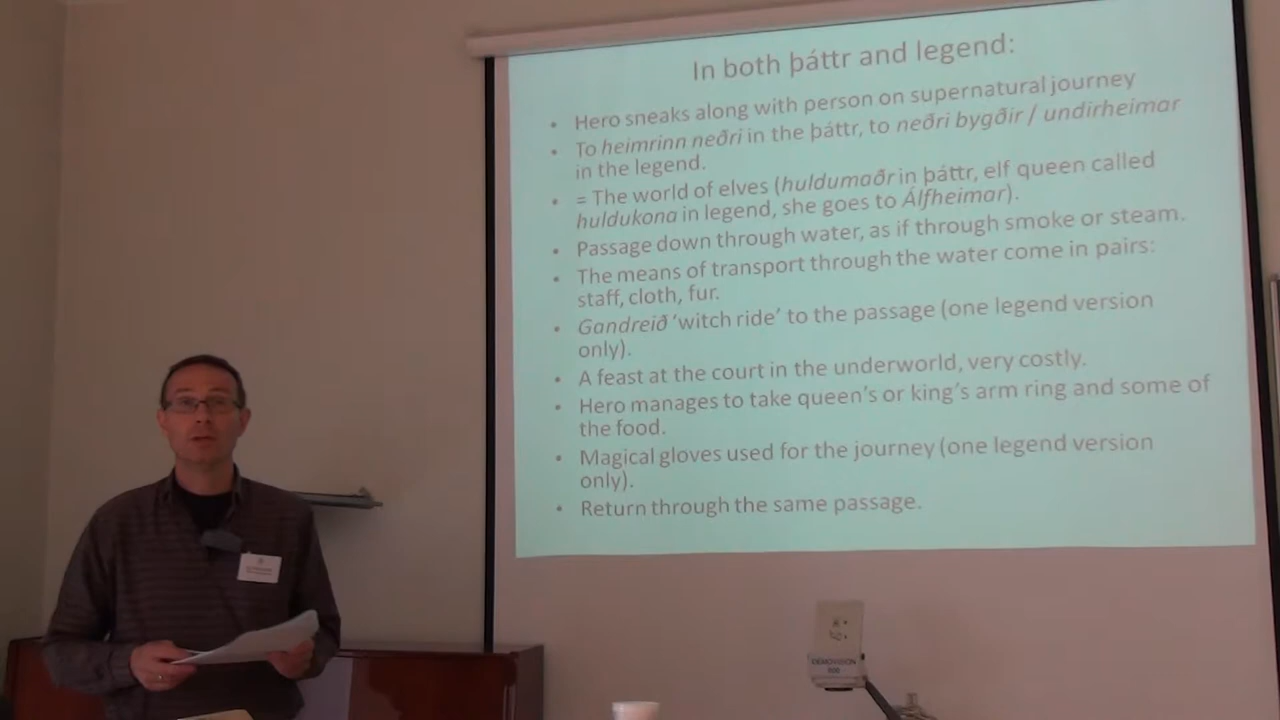 In both þáttr and legend:
• Hero sneaks along with person on supernatural journey
• To heimrinn neðri in the þáttr, to neðri bygðir / undirheimar
in the legend.
• = The world of elves (huldumaðr in þáttr, elf queen called
huldukona in legend, she goes to Álfheimar).
• Passage down through water, as if through smoke or steam.
• The means of transport through the water come in pairs:
staff, cloth, fur.
• Gandreið ‘witch ride’ to the passage (one legend version
only).
• A feast at the court in the underworld, very costly.
• Hero manages to take queen’s or king’s arm ring and some of
the food.
• Magical gloves used for the journey (one legend version
only).
• Return through the same passage.